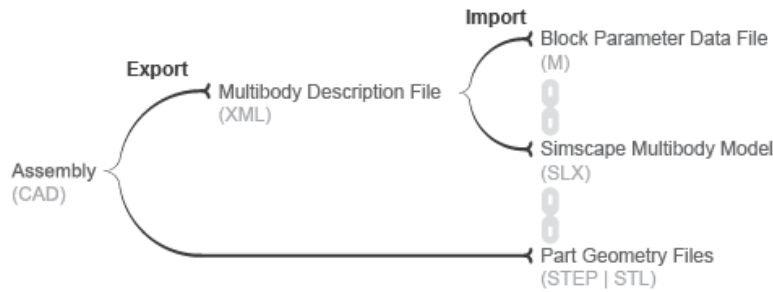 Import
Block Parameter Data File
(M)
Export
Multibody Description File
(XML)
Simscape Multibody Model
(SLX)
Assembly
(CAD)
Part Geometry Files
(STEP | STL)